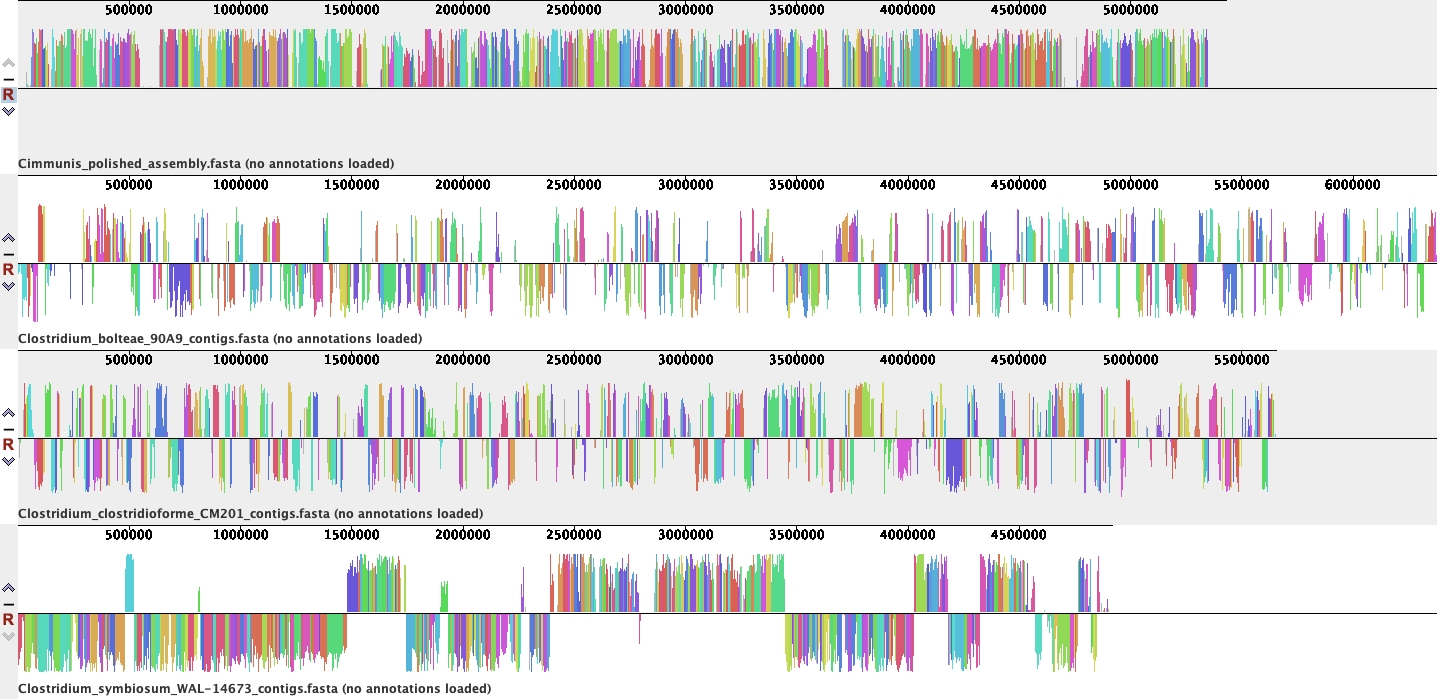 500000 1000000 1500000 2000000 2500000 3000000 3500000 4000000 4500000 5000000
R
Cimmunis_polished_assembly.fasta (no annotations loaded)
500000 1000000 1500000 2000000 2500000 3000000 3500000 4000000 4500000 5000000 5500000 6000000
R
Clostridium_bolteae_90A9_contigs.fasta (no annotations loaded)
500000 1000000 1500000 2000000 2500000 3000000 3500000 4000000 4500000 5000000 5500000
R
Clostridium_clostridioforme_CM201_contigs.fasta (no annotations loaded)
500000 1000000 1500000 2000000 2500000 3000000 3500000 4000000 4500000
R
Clostridium_symbiosum_WAL-14673_contigs.fasta (no annotations loaded)